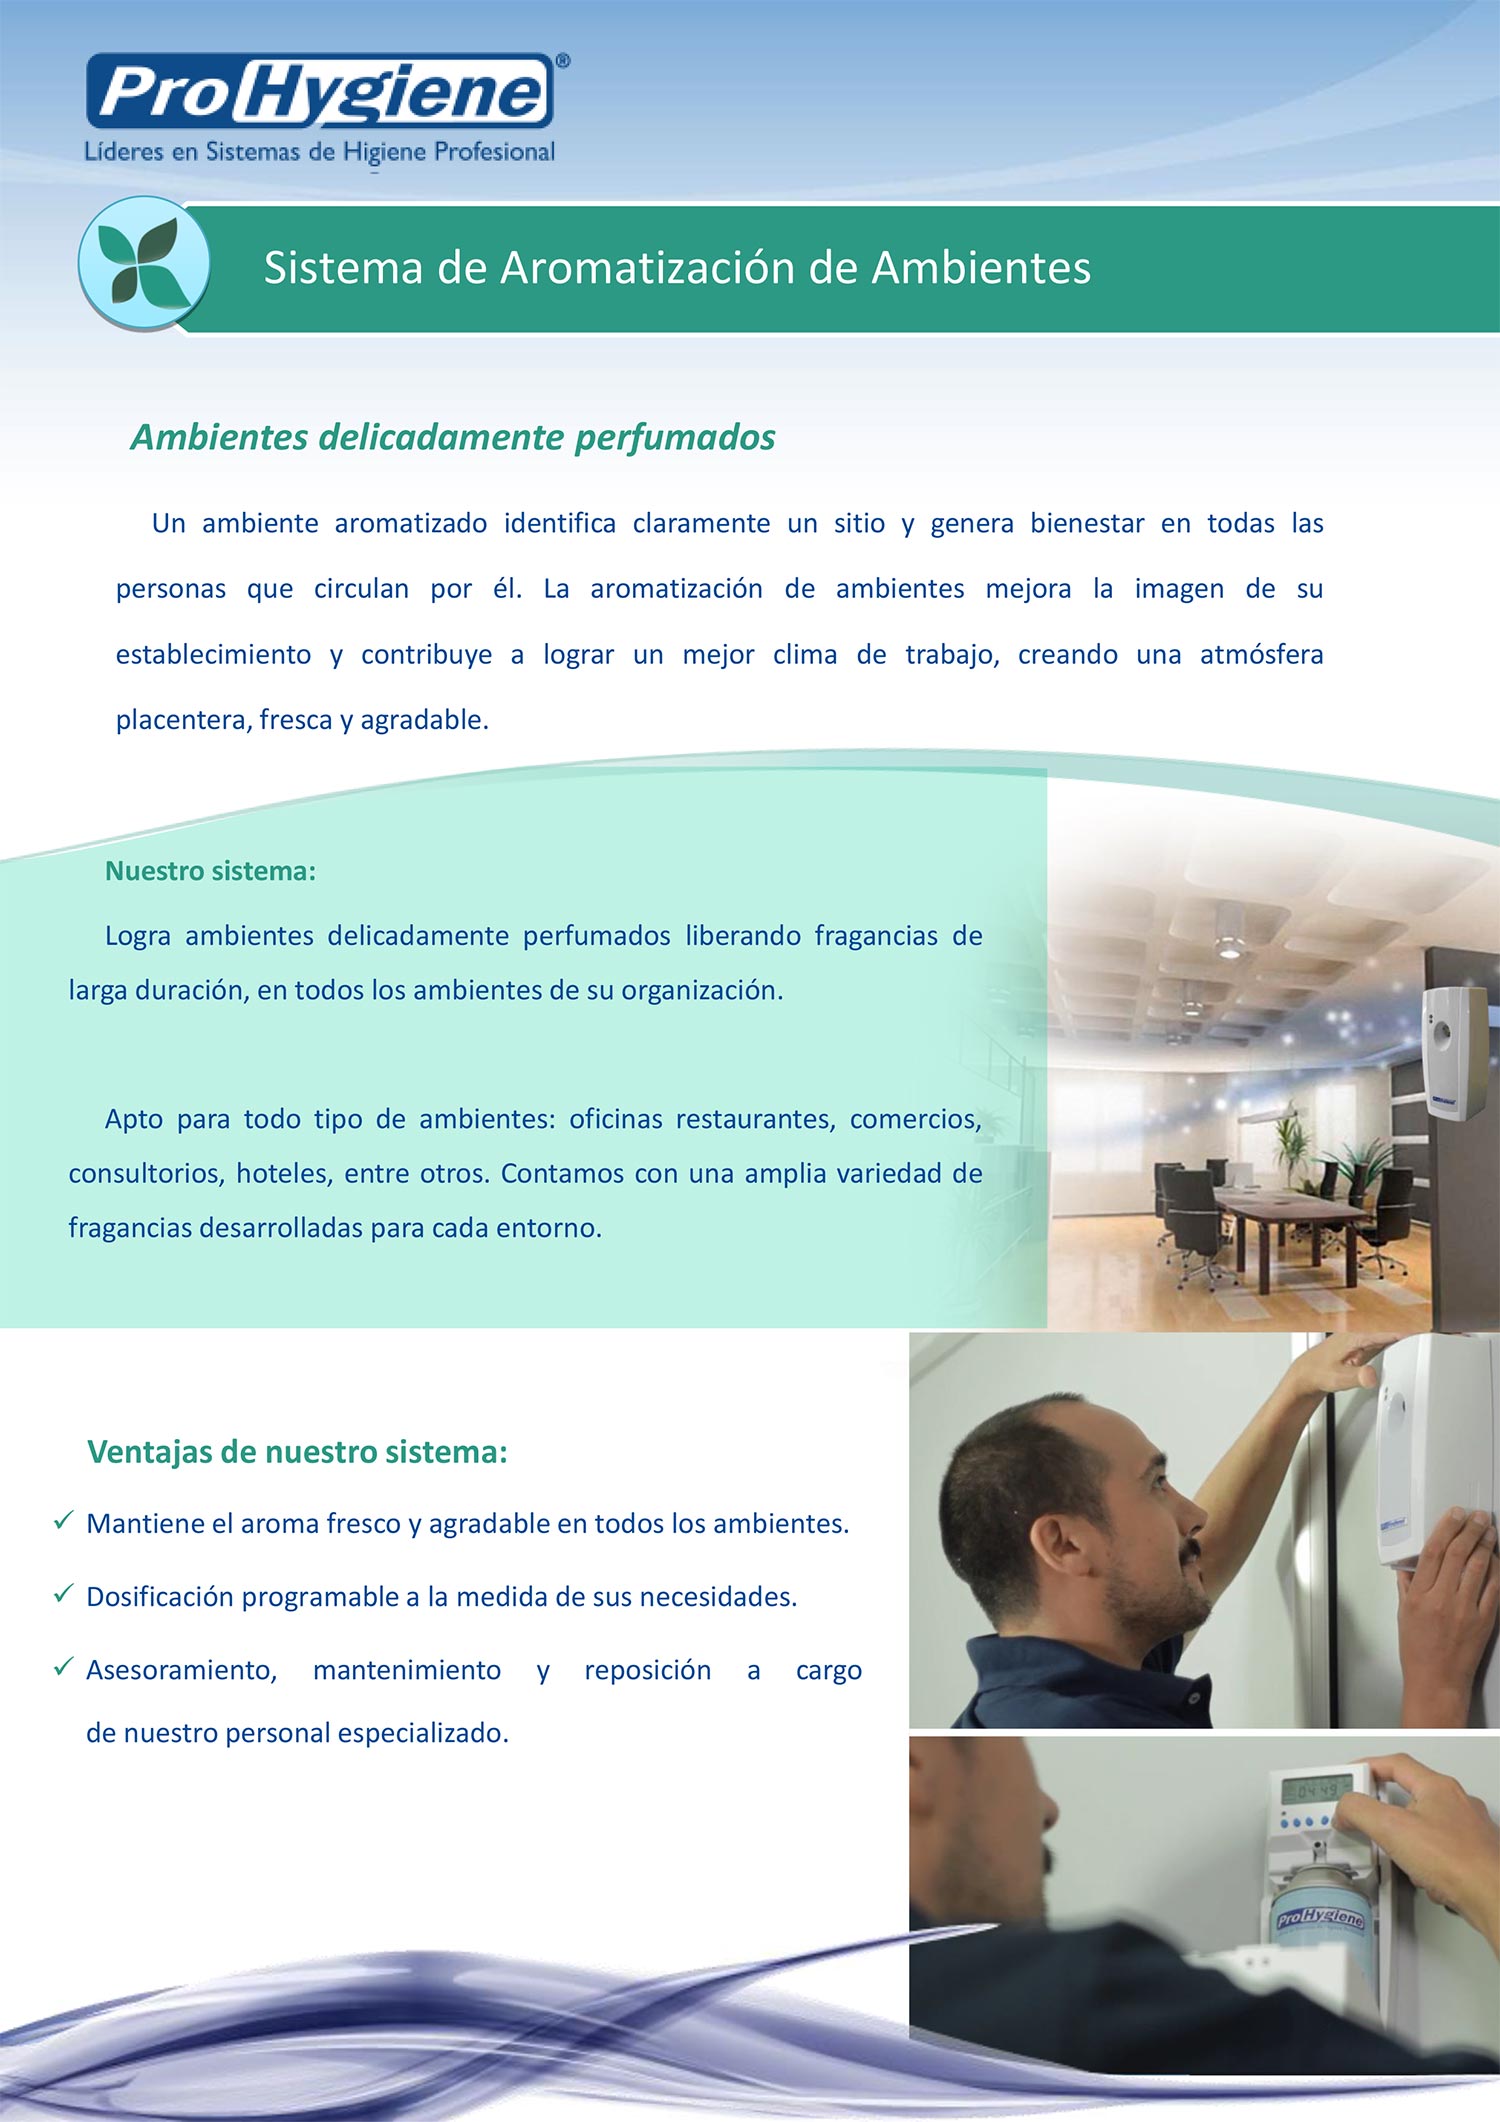 ProHygiene®
Líderes en Sistemas de Higiene Profesional
Sistema de Aromatización de Ambientes
Ambientes delicadamente perfumados
Un ambiente aromatizado identifica claramente un sitio y genera bienestar en todas las
personas que circulan por él. La aromatización de ambientes mejora la imagen de su
establecimiento y contribuye a lograr un mejor clima de trabajo, creando una atmósfera
placentera, fresca y agradable.
Nuestro sistema:
Logra ambientes delicadamente perfumados liberando fragancias de
larga duración, en todos los ambientes de su organización.
Apto para todo tipo de ambientes: oficinas restaurantes, comercios,
consultorios, hoteles, entre otros. Contamos con una amplia variedad de
fragancias desarrolladas para cada entorno.
Ventajas de nuestro sistema:
✓ Mantiene el aroma fresco y agradable en todos los ambientes.
✓ Dosificación programable a la medida de sus necesidades.
✓ Asesoramiento, mantenimiento y reposición a cargo
de nuestro personal especializado.
ProHygiene
ProHygiene
04:49
ProHygiene